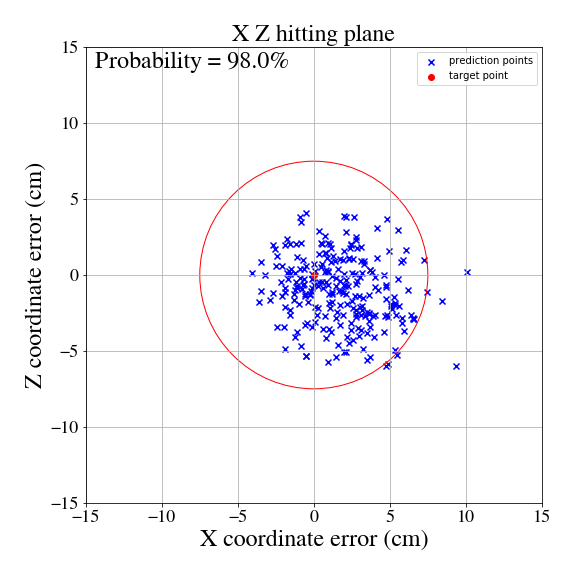 X Z hitting plane
Probability = 98.0%
prediction points
target point
15
10
5
0
−5
−10
−15
Z coordinate error (cm)
−15
−10
−5
0
5
10
15
X coordinate error (cm)